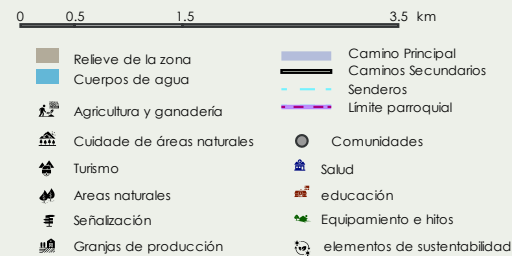 0 0.5 1.5 3.5 km
Relieve de la zona
Cuerpos de agua
Agricultura y ganadería
Cuidade de áreas naturales
Turismo
Areas naturales
Señalización
Granjas de producción
Camino Principal
Caminos Secundarios
Senderos
Límite parroquial
Comunidades
Salud
educación
Equipamiento e hitos
elementos de sustentabilidad